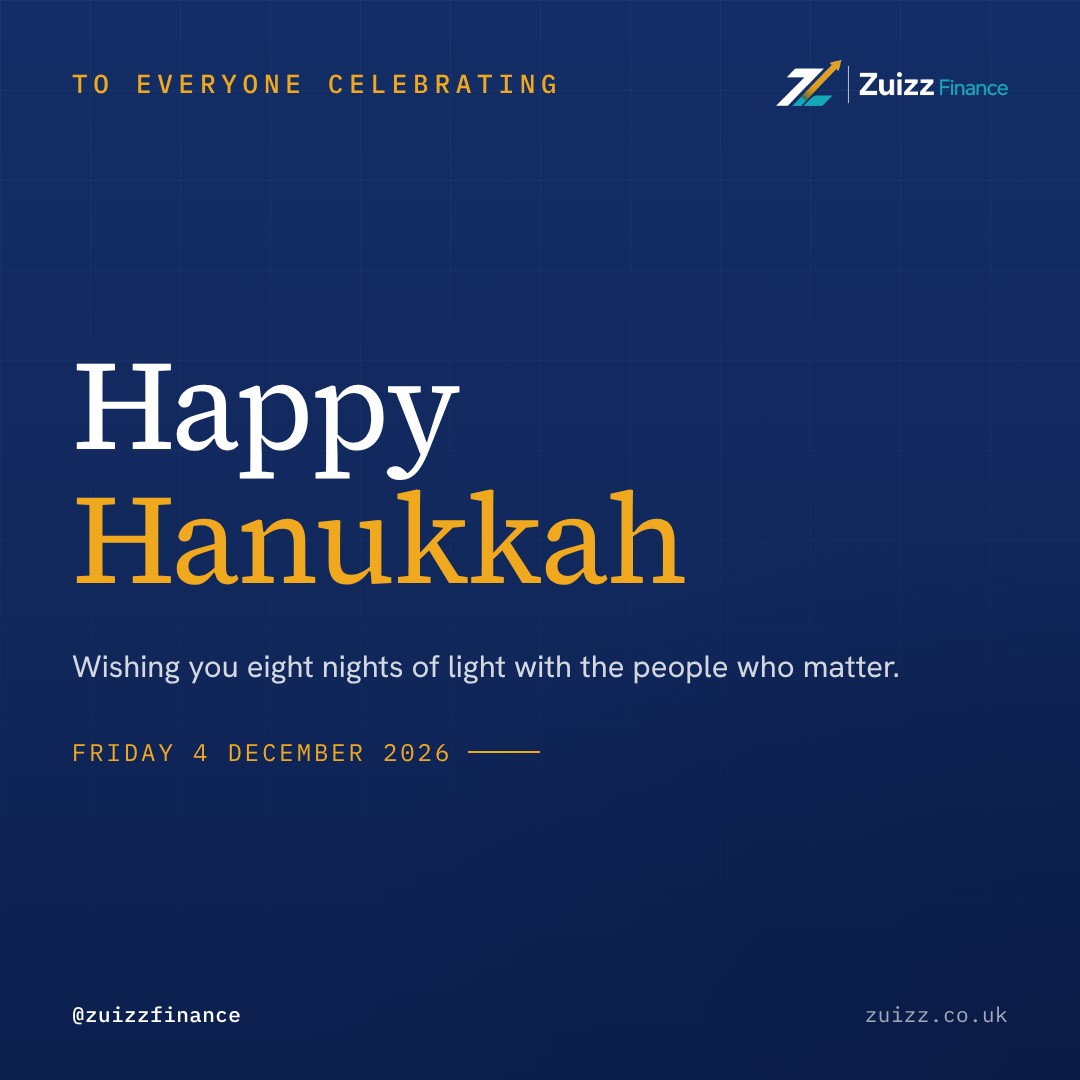 TO EVERYONE CELEBRATING
Zuizz Finance
Happy
Hanukkah
Wishing you eight nights of light with the people who matter.
FRIDAY 4 DECEMBER 2026
@zuizzfinance
zuizz.co.uk